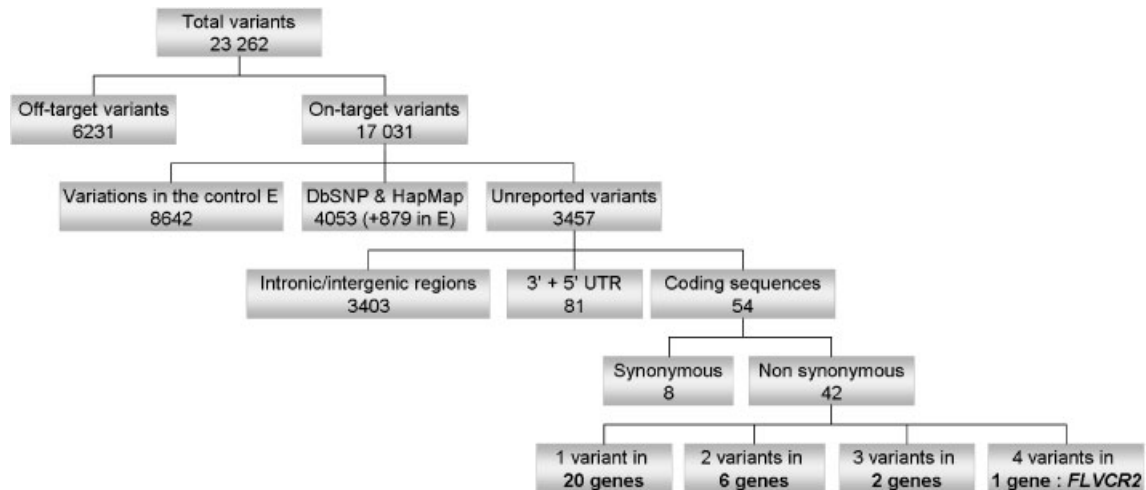 Total variants
23 262
Off-target variants
6231
On-target variants
17 031
Variations in the control E
8642
DbSNP & HapMap
4053 (+879 in E)
Unreported variants
3457
Intronic/intergenic regions
3403
3' + 5' UTR
81
Coding sequences
54
Synonymous
8
Non synonymous
42
1 variant in
20 genes
2 variants in
6 genes
3 variants in
2 genes
4 variants in
1 gene : FLVCR2